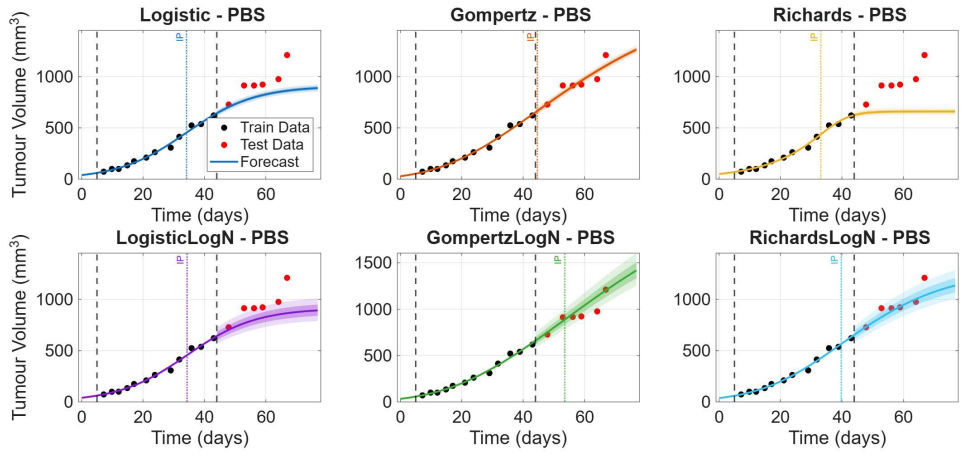 Logistic - PBS
Gompertz - PBS
Richards - PBS
Tumour Volume (mm³)
1000
500
0
IP
Train Data
Test Data
Forecast
0 20 40 60
Time (days)
1000
500
0
IP
0 20 40 60
Time (days)
1000
500
0
IP
0 20 40 60
Time (days)
LogisticLogN - PBS
GompertzLogN - PBS
RichardsLogN - PBS
Tumour Volume (mm³)
1000
500
0
IP
0 20 40 60
Time (days)
1500
1000
500
0
IP
0 20 40 60
Time (days)
1000
500
0
IP
0 20 40 60
Time (days)